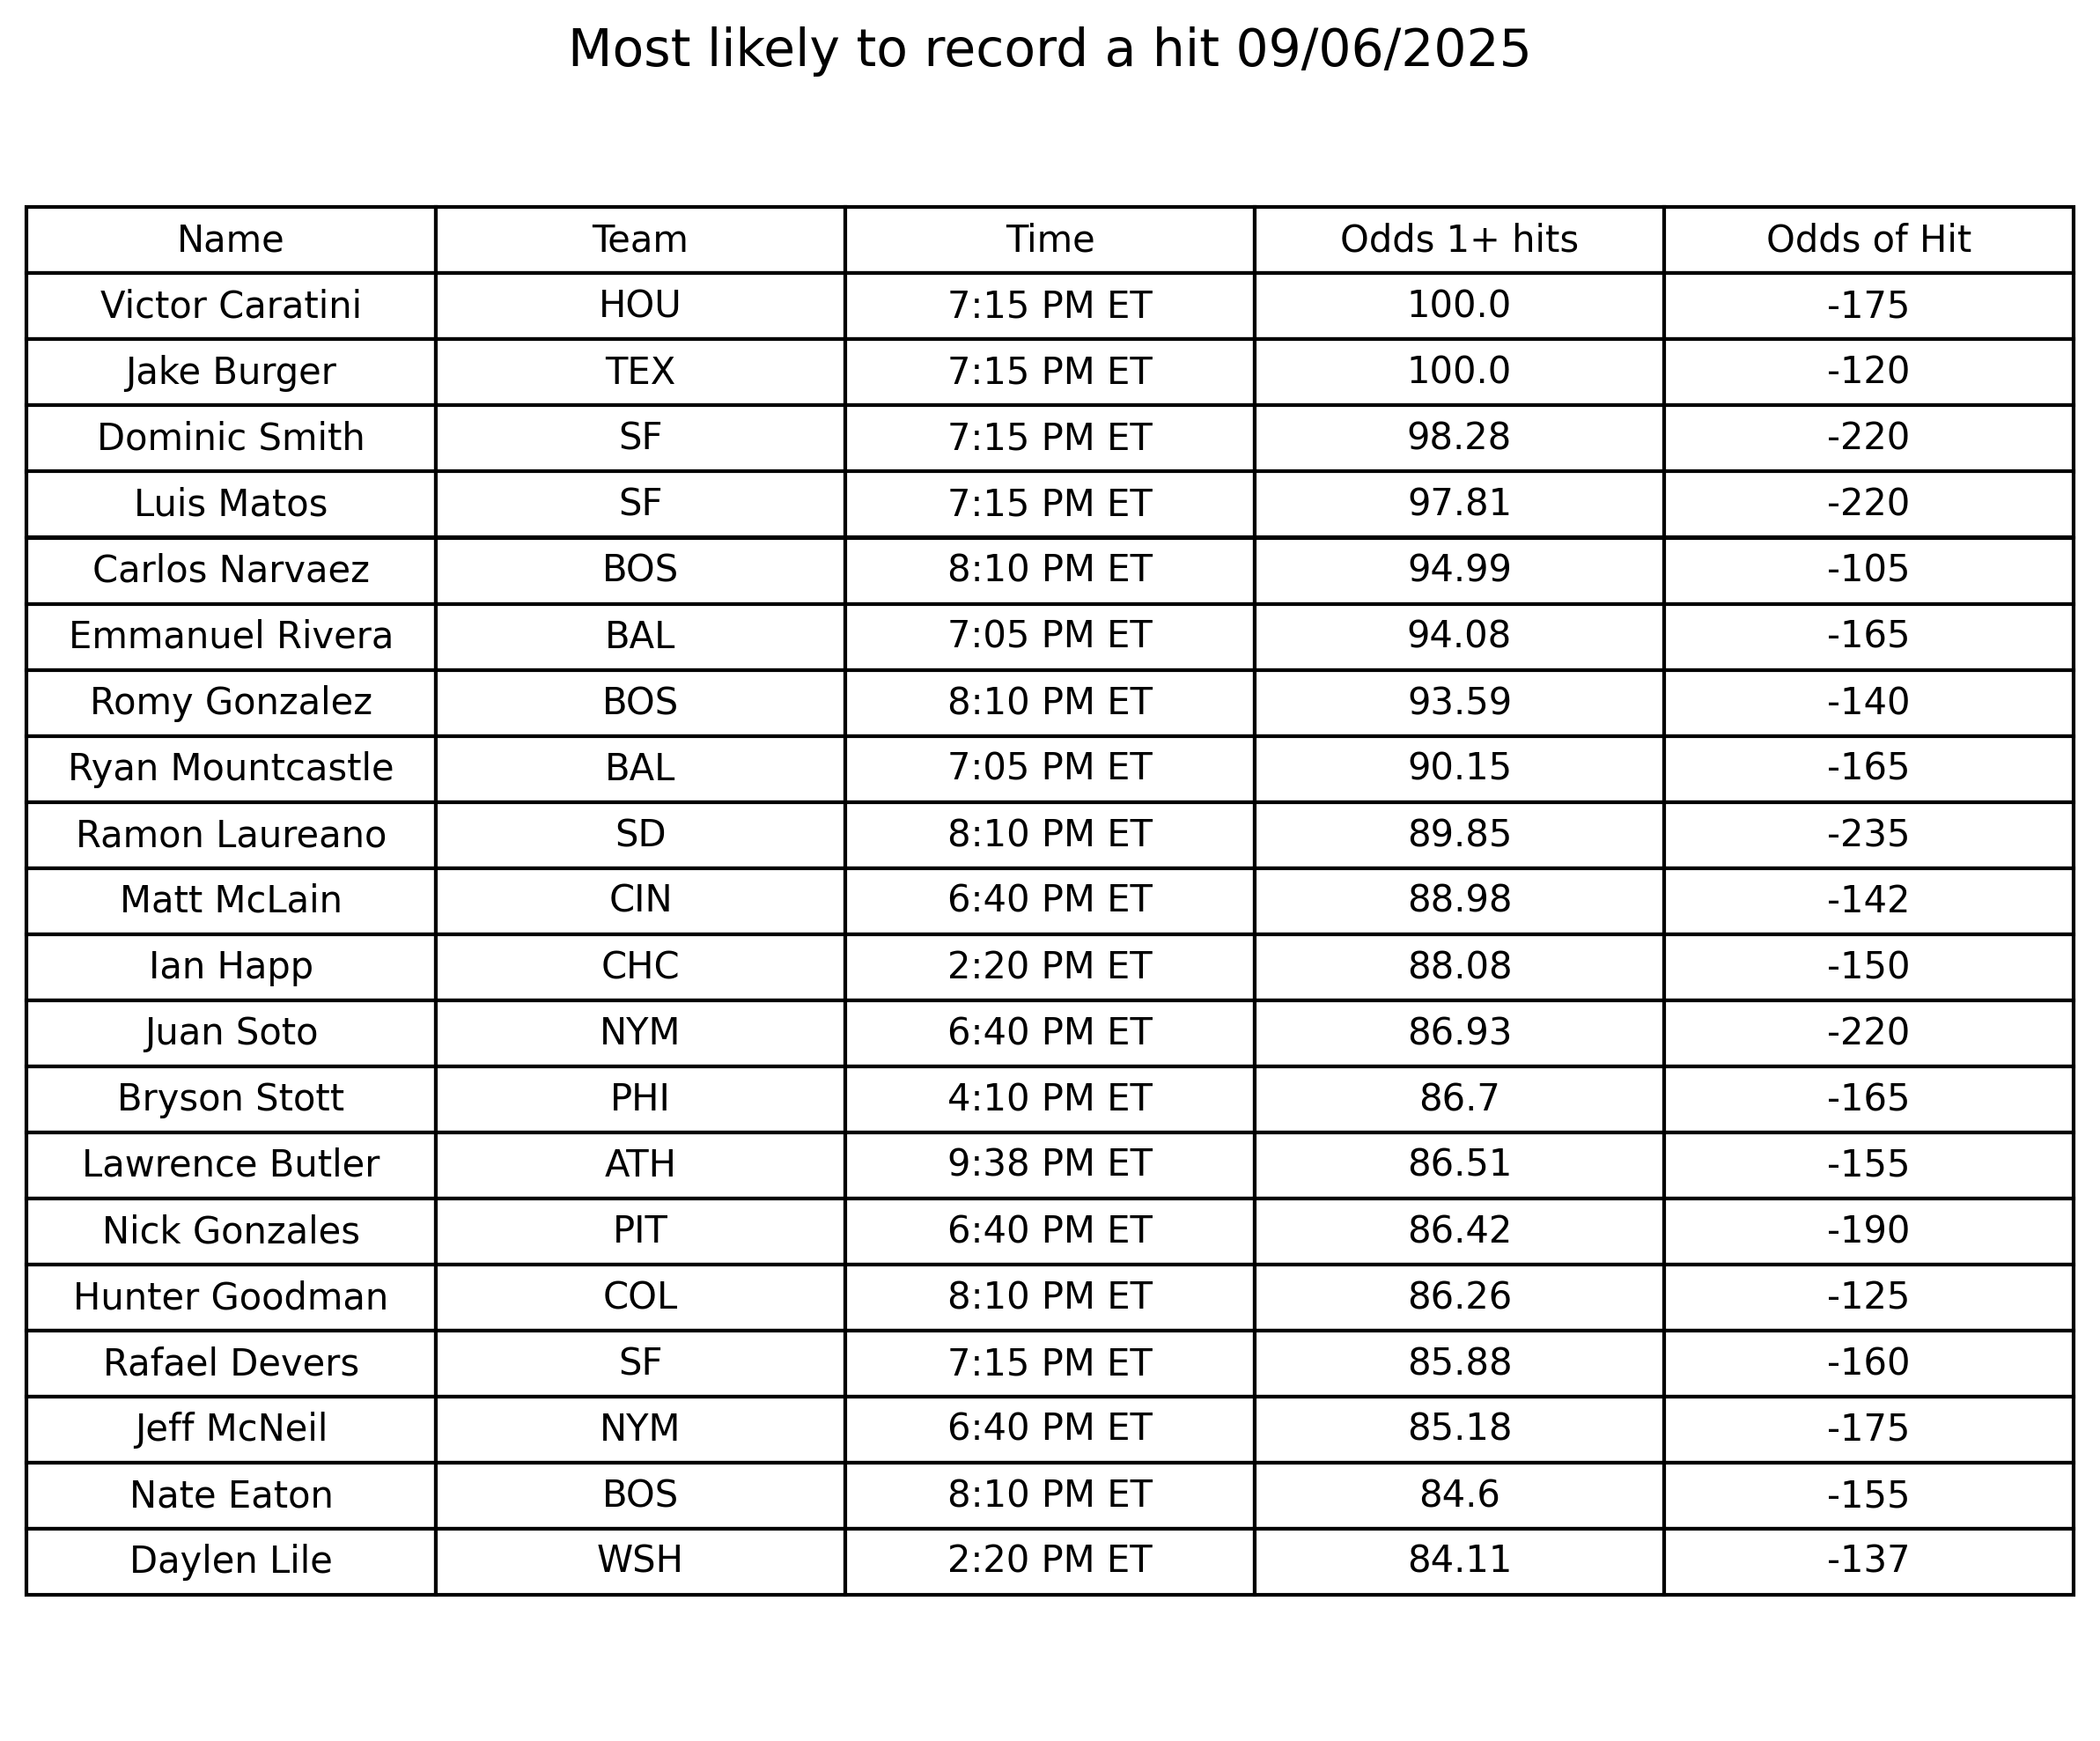 Most likely to record a hit 09/06/2025
Name Team Time Odds 1+ hits Odds of Hit
Victor Caratini HOU 7:15 PM ET 100.0 -175
Jake Burger TEX 7:15 PM ET 100.0 -120
Dominic Smith SF 7:15 PM ET 98.28 -220
Luis Matos SF 7:15 PM ET 97.81 -220
Carlos Narvaez BOS 8:10 PM ET 94.99 -105
Emmanuel Rivera BAL 7:05 PM ET 94.08 -165
Romy Gonzalez BOS 8:10 PM ET 93.59 -140
Ryan Mountcastle BAL 7:05 PM ET 90.15 -165
Ramon Laureano SD 8:10 PM ET 89.85 -235
Matt McLain CIN 6:40 PM ET 88.98 -142
Ian Happ CHC 2:20 PM ET 88.08 -150
Juan Soto NYM 6:40 PM ET 86.93 -220
Bryson Stott PHI 4:10 PM ET 86.7 -165
Lawrence Butler ATH 9:38 PM ET 86.51 -155
Nick Gonzales PIT 6:40 PM ET 86.42 -190
Hunter Goodman COL 8:10 PM ET 86.26 -125
Rafael Devers SF 7:15 PM ET 85.88 -160
Jeff McNeil NYM 6:40 PM ET 85.18 -175
Nate Eaton BOS 8:10 PM ET 84.6 -155
Daylen Lile WSH 2:20 PM ET 84.11 -137